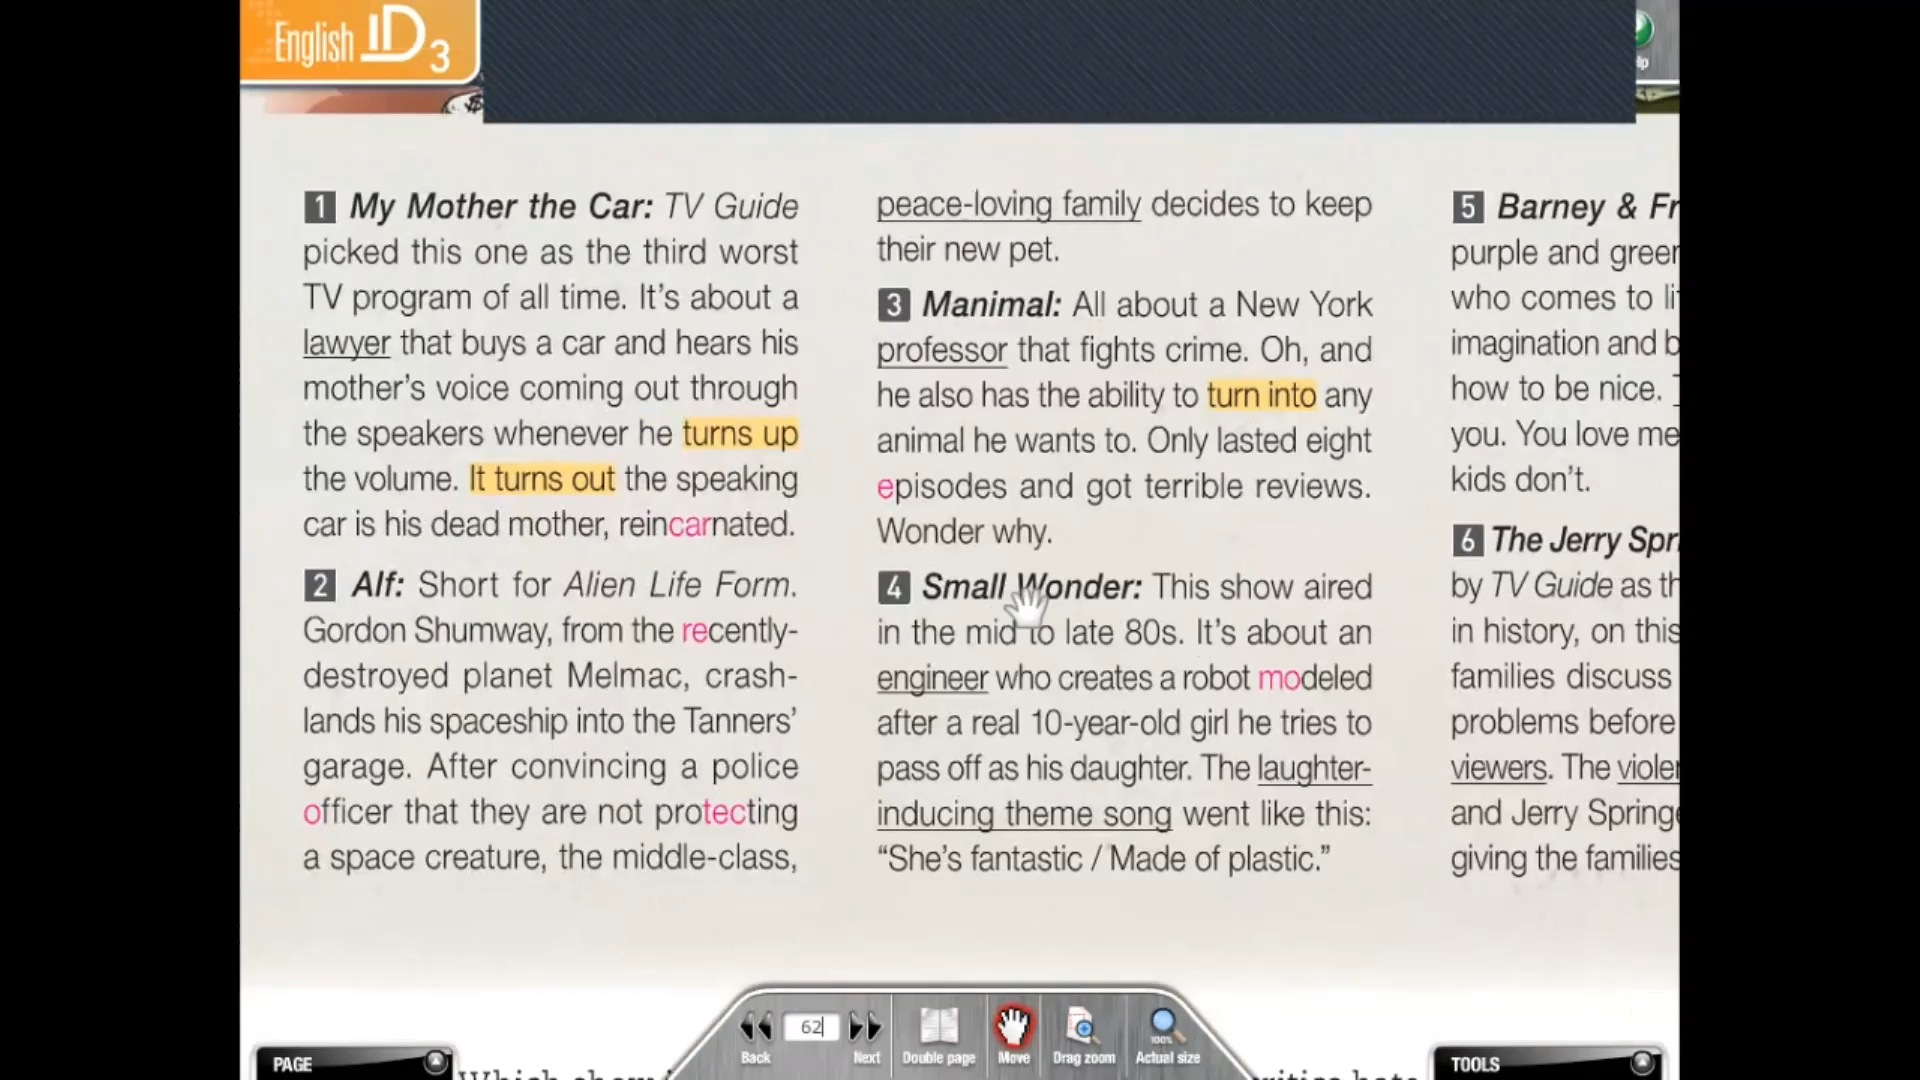 English ID 3
1 My Mother the Car: TV Guide
picked this one as the third worst
TV program of all time. It's about a
lawyer that buys a car and hears his
mother's voice coming out through
the speakers whenever he turns up
the volume. It turns out the speaking
car is his dead mother, reincarnated.
2 Alf: Short for Alien Life Form.
Gordon Shumway, from the recently-
destroyed planet Melmac, crash-
lands his spaceship into the Tanners'
garage. After convincing a police
officer that they are not protecting
a space creature, the middle-class,
peace-loving family decides to keep
their new pet.
3 Manimal: All about a New York
professor that fights crime. Oh, and
he also has the ability to turn into any
animal he wants to. Only lasted eight
episodes and got terrible reviews.
Wonder why.
4 Small Wonder: This show aired
in the mid to late 80s. It's about an
engineer who creates a robot modeled
after a real 10-year-old girl he tries to
pass off as his daughter. The laughter-
inducing theme song went like this:
"She's fantastic / Made of plastic."
5 Barney & Fr
purple and green
who comes to li
imagination and b
how to be nice.
you. You love me
kids don't.
6 The Jerry Spri
by TV Guide as th
in history, on this
families discuss
problems before
viewers. The violen
and Jerry Springe
giving the families
62
Back
Next
Double page
Move
Drag zoom
100%
Actual size
PAGE
TOOLS
Which show